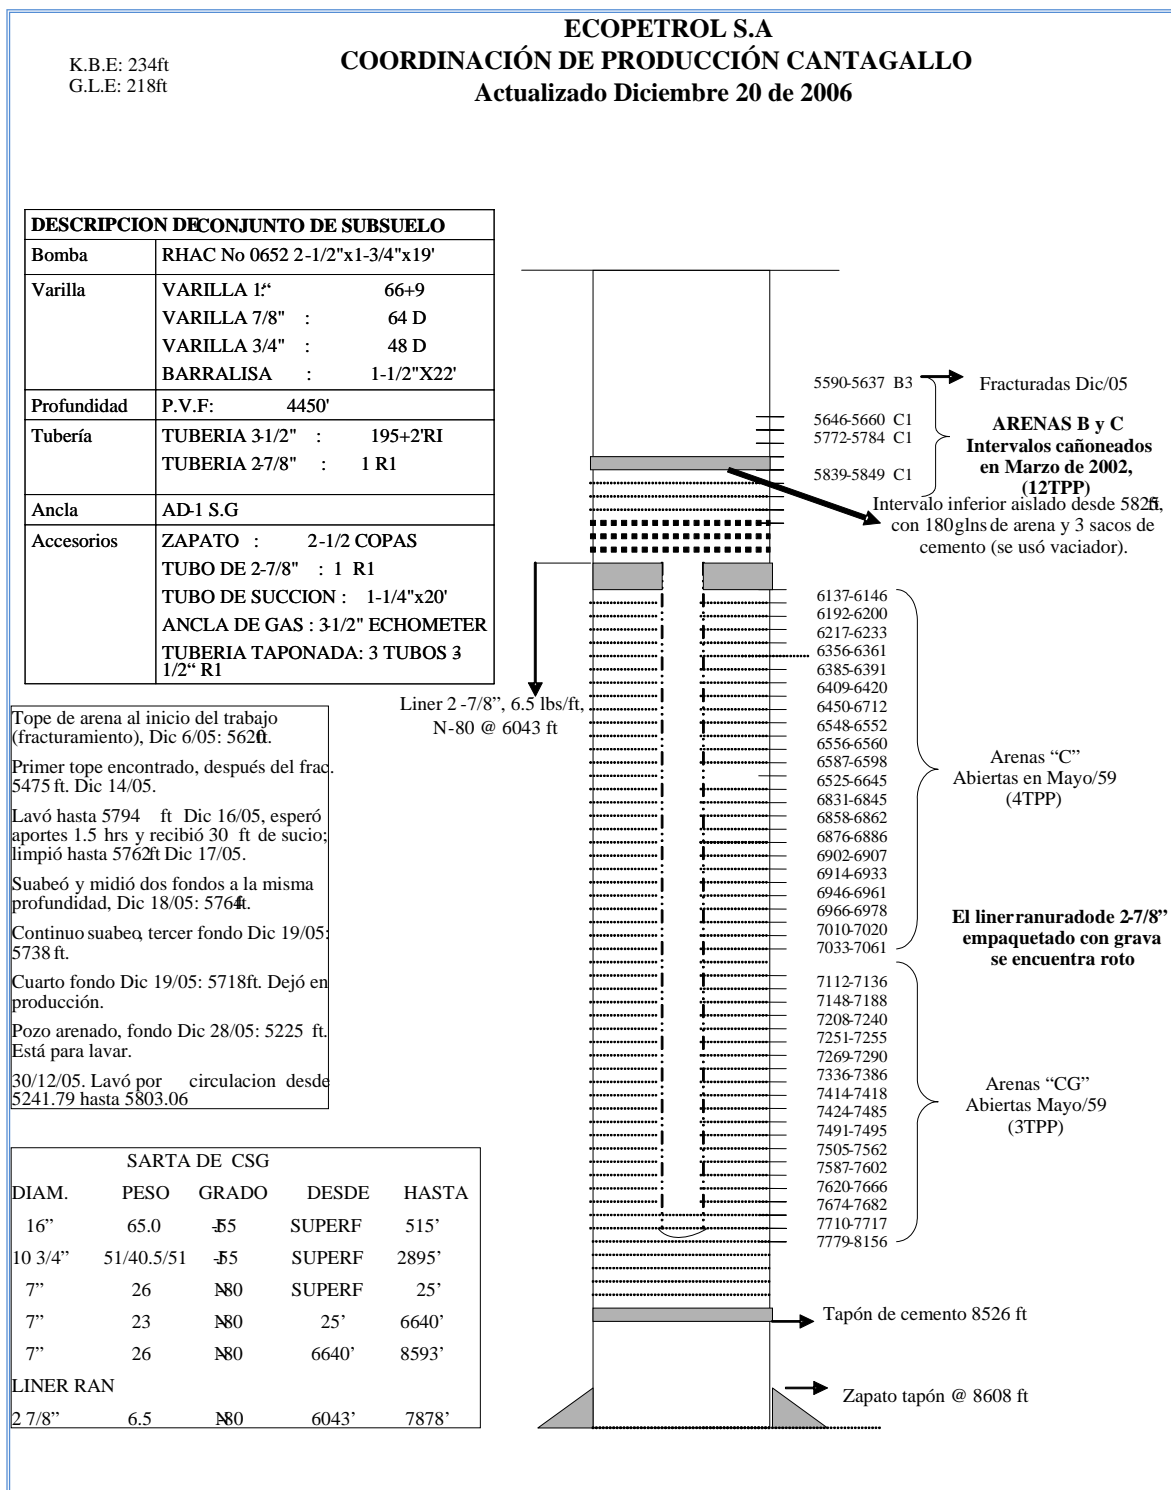 ECOPETROL S.A
COORDINACIÓN DE PRODUCCIÓN CANTAGALLO
Actualizado Diciembre 20 de 2006
K.B.E: 234ft
G.L.E: 218ft
DESCRIPCION DE CONJUNTO DE SUBSUELO
Bomba RHAC No 0652 2-1/2"x1-3/4"x19'
Varilla VARILLA 1:“ 66+9
VARILLA 7/8" : 64 D
VARILLA 3/4" : 48 D
BARRALISA : 1-1/2"X22'
Profundidad P.V.F: 4450'
Tubería TUBERIA 3-1/2" : 195+2'RI
TUBERIA 2-7/8" : 1 R1
Ancla AD-1 S.G
Accesorios ZAPATO : 2-1/2 COPAS
TUBO DE 2-7/8" : 1 R1
TUBO DE SUCCION : 1-1/4"x20'
ANCLA DE GAS : 3-1/2" ECHOMETER
TUBERIA TAPONADA: 3 TUBOS 3
1/2“ R1
Tope de arena al inicio del trabajo
(fracturamiento), Dic 6/05: 5620ft.
Primer tope encontrado, después del frac.
5475 ft. Dic 14/05.
Lavó hasta 5794 ft Dic 16/05, esperó
aportes 1.5 hrs y recibió 30 ft de sucio;
limpió hasta 5762ft Dic 17/05.
Suabeó y midió dos fondos a la misma
profundidad, Dic 18/05: 5764ft.
Continuo suabeo, tercer fondo Dic 19/05:
5738 ft.
Cuarto fondo Dic 19/05: 5718ft. Dejó en
producción.
Pozo arenado, fondo Dic 28/05: 5225 ft.
Está para lavar.
30/12/05. Lavó por circulacion desde
5241.79 hasta 5803.06
SARTA DE CSG
DIAM. PESO GRADO DESDE HASTA
16” 65.0 J-55 SUPERF 515’
10 3/4” 51/40.5/51 J-55 SUPERF 2895’
7” 26 N-80 SUPERF 25’
7” 23 N-80 25’ 6640’
7” 26 N-80 6640’ 8593’
LINER RAN
2 7/8” 6.5 N-80 6043’ 7878’
Liner 2 -7/8”, 6.5 lbs/ft,
N-80 @ 6043 ft
5590-5637 B3
5646-5660 C1
5772-5784 C1
5839-5849 C1
Fracturadas Dic/05
ARENAS B y C
Intervalos cañoneados
en Marzo de 2002,
(12TPP)
Intervalo inferior aislado desde 5825ft,
con 180glns de arena y 3 sacos de
cemento (se usó vaciador).
6137-6146
6192-6200
6217-6233
6356-6361
6385-6391
6409-6420
6450-6712
6548-6552
6556-6560
6587-6598
6525-6645
6831-6845
6858-6862
6876-6886
6902-6907
6914-6933
6946-6961
6966-6978
7010-7020
7033-7061
Arenas “C”
Abiertas en Mayo/59
(4TPP)
El liner ranurado de 2-7/8”
empaquetado con grava
se encuentra roto
7112-7136
7148-7188
7208-7240
7251-7255
7269-7290
7336-7386
7414-7418
7424-7485
7491-7495
7505-7562
7587-7602
7620-7666
7674-7682
7710-7717
7779-8156
Arenas “CG”
Abiertas Mayo/59
(3TPP)
Tapón de cemento 8526 ft
Zapato tapón @ 8608 ft